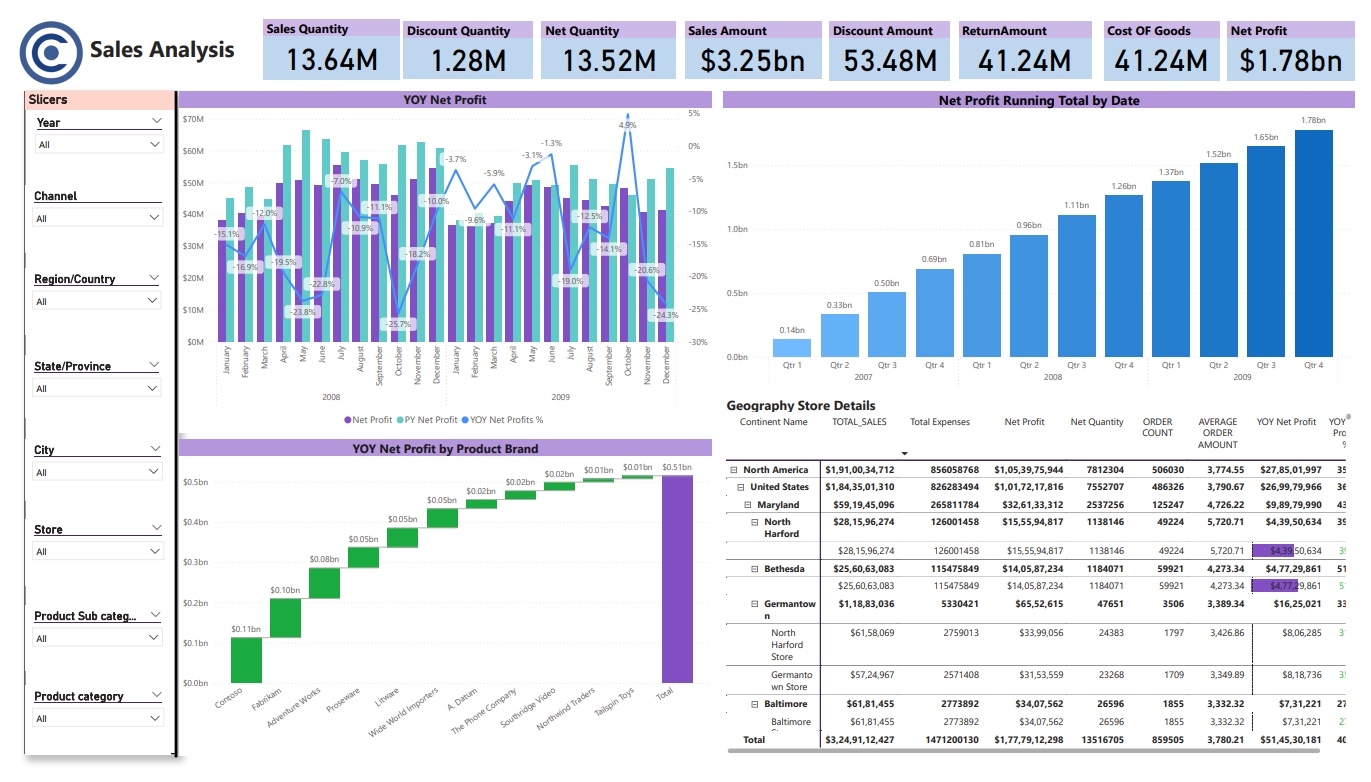 Sales Analysis
Sales Quantity
13.64M
Discount Quantity
1.28M
Net Quantity
13.52M
Sales Amount
$3.25bn
Discount Amount
53.48M
ReturnAmount
41.24M
Cost OF Goods
41.24M
Net Profit
$1.78bn
Slicers
Year
All
Channel
All
Region/Country
All
State/Province
All
City
All
Store
All
Product Sub categ...
All
Product category
All
YOY Net Profit
$70M
$60M
$50M
$40M
$30M
$20M
$10M
$0M
5%
0%
-5%
-10%
-15%
-20%
-25%
-30%
-15.1%
-16.9%
-12.0%
-19.5%
-23.8%
-22.8%
-7.0%
-10.9%
-11.1%
-25.7%
-18.2%
-10.0%
-3.7%
-9.6%
-5.9%
-11.1%
-3.1%
-1.3%
-19.0%
-12.5%
-14.1%
4.9%
-20.6%
-24.3%
January
February
March
April
May
June
July
August
September
October
November
December
January
February
March
April
May
June
July
August
September
October
November
December
2008
2009
Net Profit PY Net Profit YOY Net Profits %
YOY Net Profit by Product Brand
$0.5bn
$0.4bn
$0.3bn
$0.2bn
$0.1bn
$0.0bn
$0.11bn
$0.10bn
$0.08bn
$0.05bn
$0.05bn
$0.05bn
$0.02bn
$0.02bn
$0.02bn
$0.01bn
$0.01bn
$0.51bn
Contoso
Fabrikam
Adventure Works
Proseware
Litware
Wide World Importers
A. Datum
The Phone Company
Southridge Video
Northwind Traders
Tailspin Toys
Total
Net Profit Running Total by Date
1.5bn
1.0bn
0.5bn
0.0bn
0.14bn
0.33bn
0.50bn
0.69bn
0.81bn
0.96bn
1.11bn
1.26bn
1.37bn
1.52bn
1.65bn
1.78bn
Qtr 1 Qtr 2 Qtr 3 Qtr 4 Qtr 1 Qtr 2 Qtr 3 Qtr 4 Qtr 1 Qtr 2 Qtr 3 Qtr 4
2007 2008 2009
Geography Store Details
Continent Name TOTAL_SALES Total Expenses Net Profit Net Quantity ORDER COUNT AVERAGE ORDER AMOUNT YOY Net Profit YOY
North America $1,91,00,34,712 856058768 $1,05,39,75,944 7812304 506030 3,774.55 $27,85,01,997 35
United States $1,84,35,01,310 826283494 $1,01,72,17,816 7552707 486326 3,790.67 $26,99,79,966 36
Maryland $59,19,45,096 265811784 $32,61,33,312 2537256 125247 4,726.22 $9,89,79,990 43
North Harford $28,15,96,274 126001458 $15,55,94,817 1138146 49224 5,720.71 $4,39,50,634 39
$28,15,96,274 126001458 $15,55,94,817 1138146 49224 5,720.71 $4,39,50,634
Bethesda $25,60,63,083 115475849 $14,05,87,234 1184071 59921 4,273.34 $4,77,29,861 51
$25,60,63,083 115475849 $14,05,87,234 1184071 59921 4,273.34 $4,77,29,861
Germantow
n $1,18,83,036 5330421 $65,52,615 47651 3506 3,389.34 $16,25,021 33
North
Harford
Store $61,58,069 2759013 $33,99,056 24383 1797 3,426.86 $8,06,285
Germanto
wn Store $57,24,967 2571408 $31,53,559 23268 1709 3,349.89 $8,18,736
Baltimore $61,81,455 2773892 $34,07,562 26596 1855 3,332.32 $7,31,221 27
Baltimore $61,81,455 2773892 $34,07,562 26596 1855 3,332.32 $7,31,221
Total $3,24,91,12,427 1471200130 $1,77,79,12,298 13516705 859505 3,780.21 $51,45,30,181 40